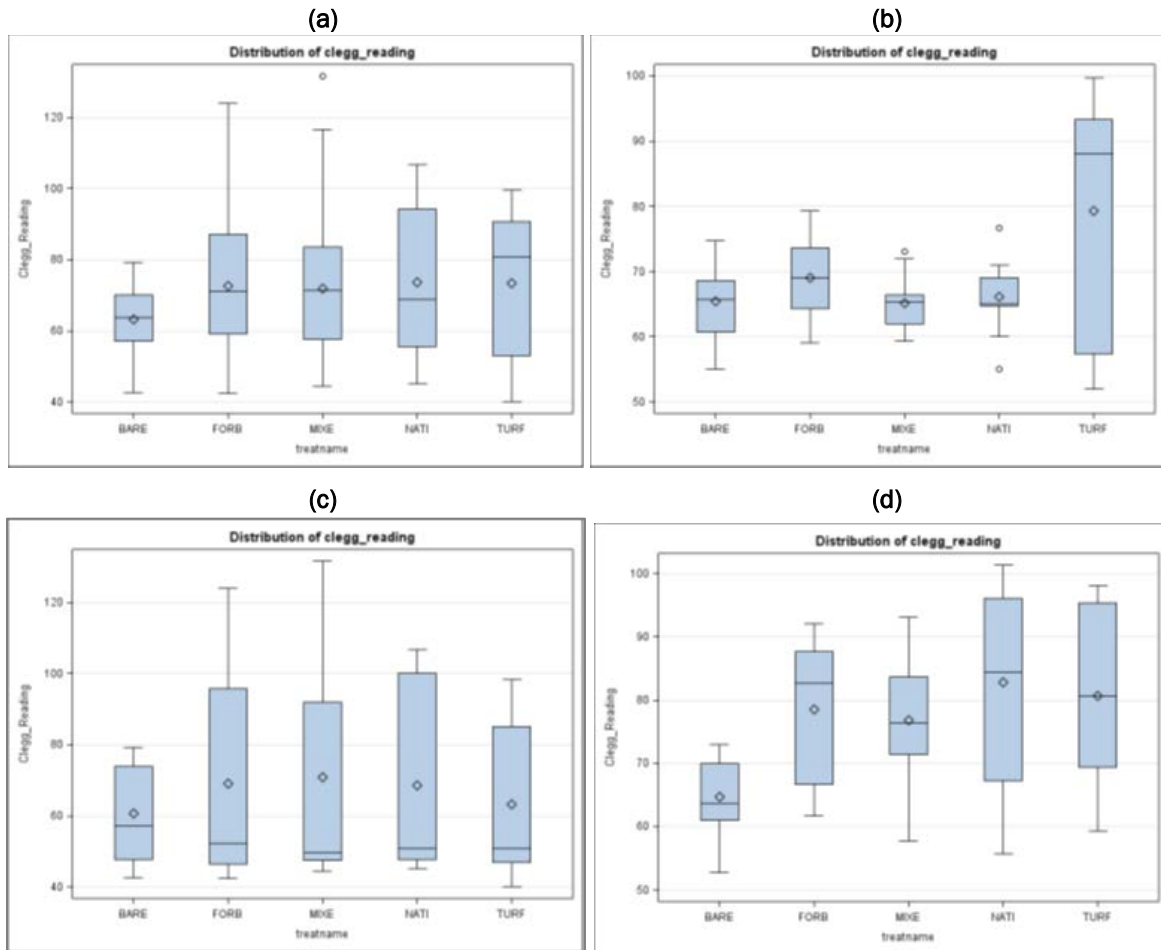 (a)
Distribution of clegg_reading
120
100
80
60
40
Clegg_Reading
BARE FORB MIXE NATI TURF
treatname
(b)
Distribution of clegg_reading
100
90
80
70
60
50
Clegg_Reading
BARE FORB MIXE NATI TURF
treatname
(c)
Distribution of clegg_reading
120
100
80
60
40
Clegg_Reading
BARE FORB MIXE NATI TURF
treatname
(d)
Distribution of clegg_reading
100
90
80
70
60
50
Clegg_Reading
BARE FORB MIXE NATI TURF
treatname